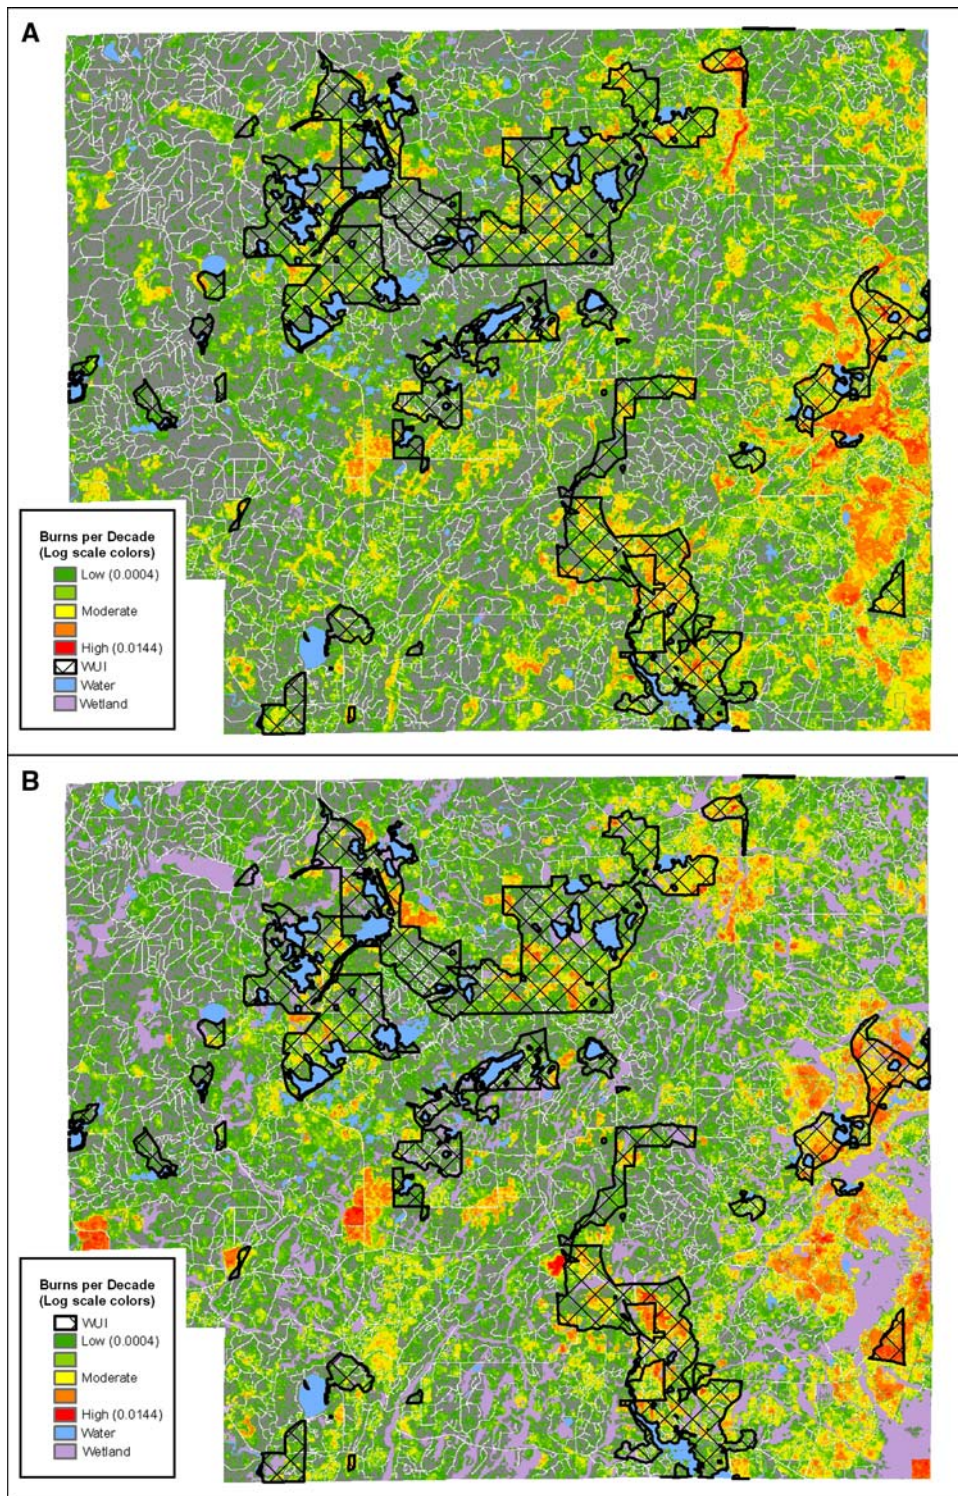 A
Burns per Decade
(Log scale colors)
Low (0.0004)
Moderate
High (0.0144)
WUI
Water
Wetland
B
Burns per Decade
(Log scale colors)
WUI
Low (0.0004)
Moderate
High (0.0144)
Water
Wetland